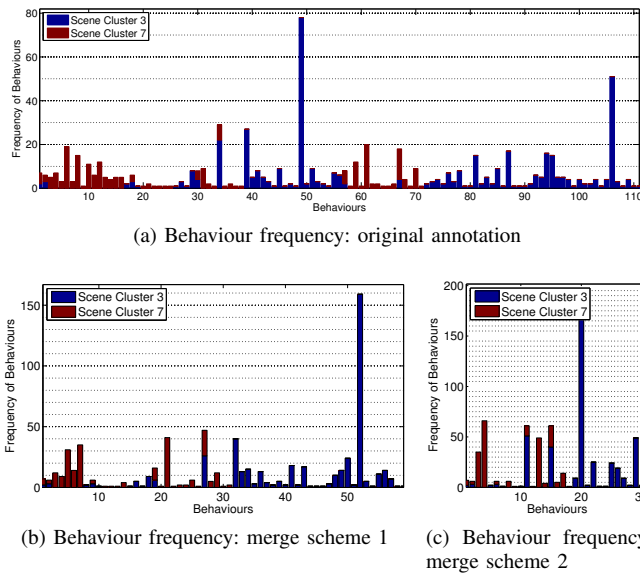 80
60
40
20
0
Frequency of Behaviours
Scene Cluster 3
Scene Cluster 7
10 20 30 40 50 60 70 80 90 100 110
Behaviours
(a) Behaviour frequency: original annotation
150
100
50
0
Frequency of Behaviours
Scene Cluster 3
Scene Cluster 7
10 20 30 40 50
Behaviours
(b) Behaviour frequency: merge scheme 1
200
150
100
50
0
Frequency of Behaviours
Scene Cluster 3
Scene Cluster 7
10 20
Behaviours
(c) Behaviour frequency
merge scheme 2